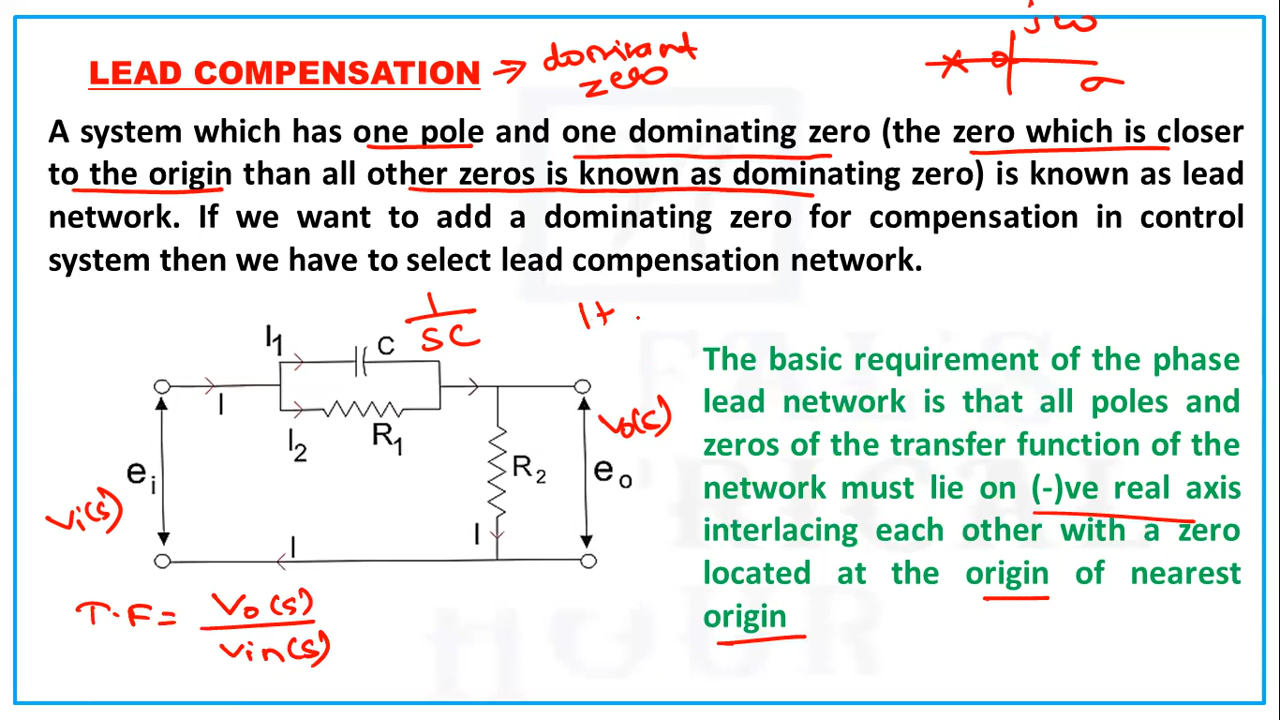 LEAD COMPENSATION → dominant
zero
jω
σ
A system which has one pole and one dominating zero (the zero which is closer
to the origin than all other zeros is known as dominating zero) is known as lead
network. If we want to add a dominating zero for compensation in control
system then we have to select lead compensation network.
1/SC
1+
I1
C
I
I2
R1
R2
ei
eo
Vi(s)
Vo(s)
I
I
T.F = Vo(s)/Vin(s)
The basic requirement of the phase
lead network is that all poles and
zeros of the transfer function of the
network must lie on (-)ve real axis
interlacing each other with a zero
located at the origin of nearest
origin